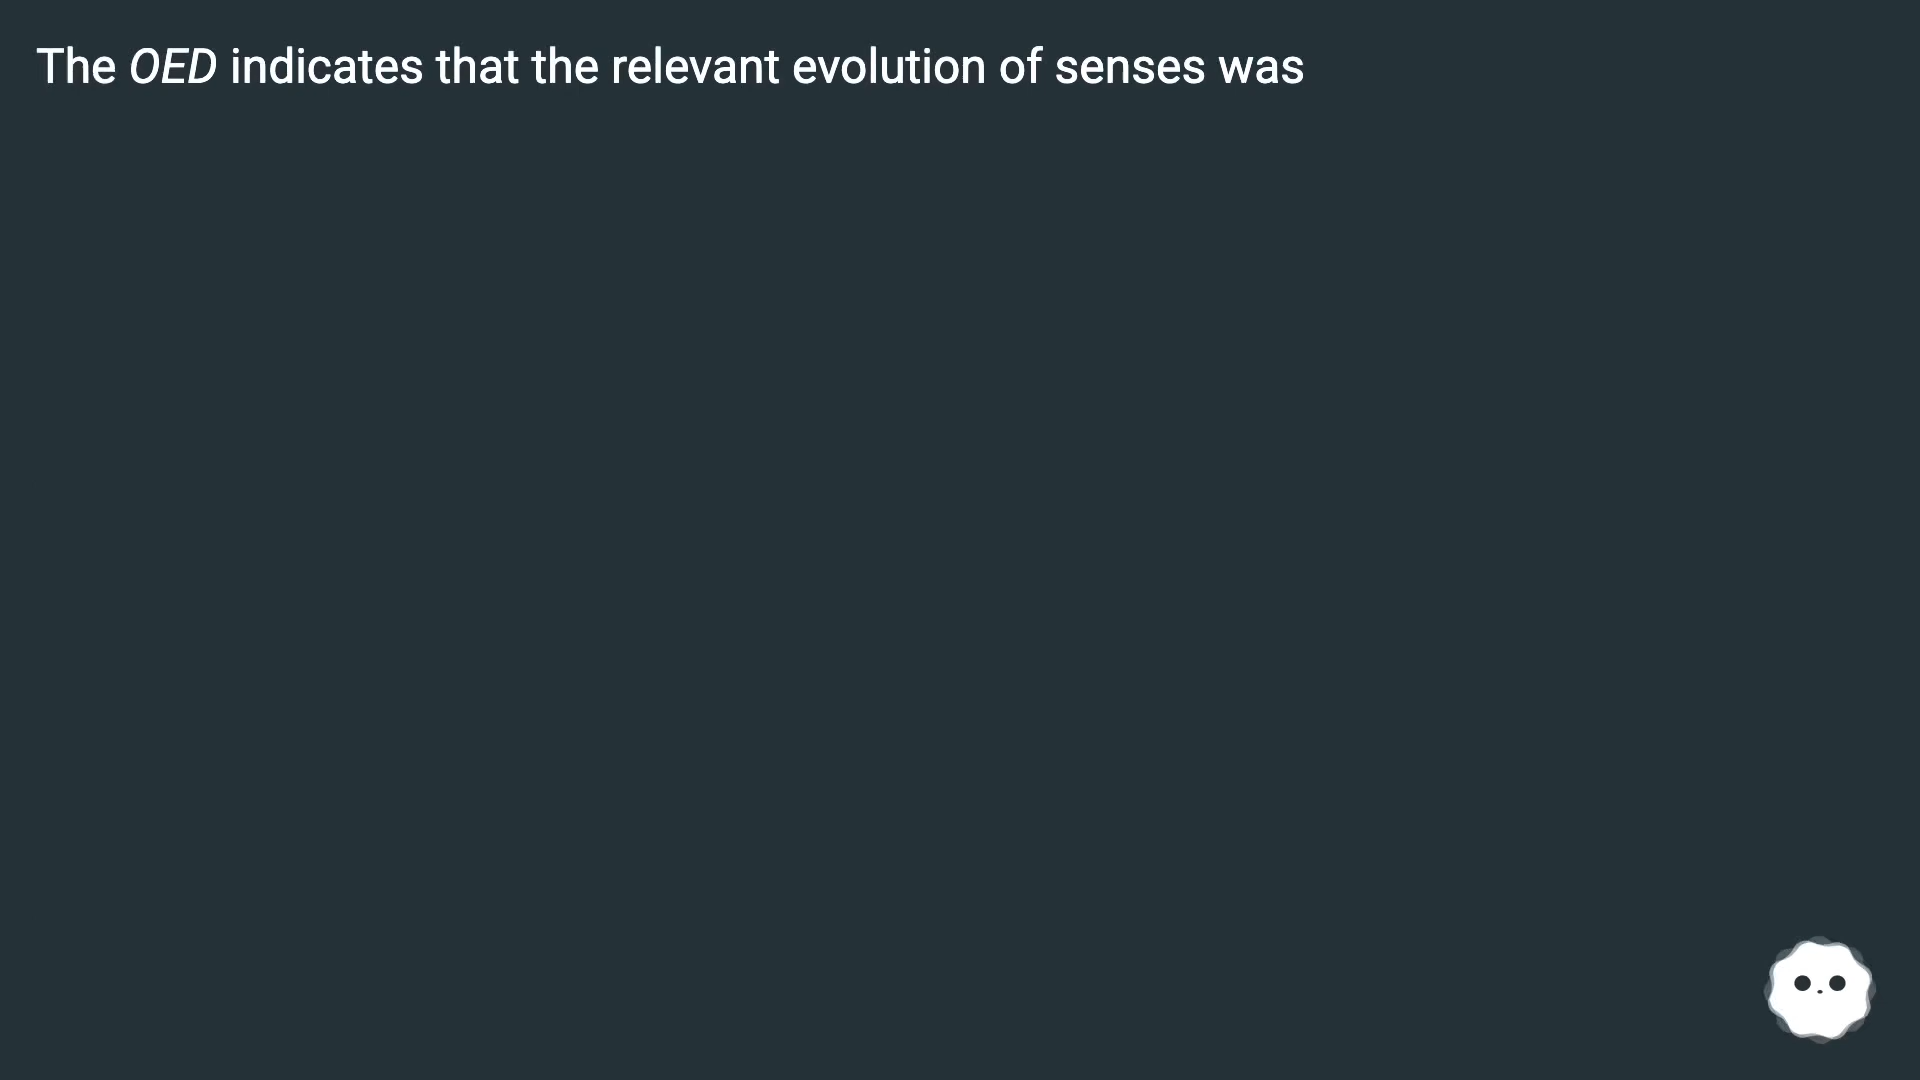 The OED indicates that the relevant evolution of senses was